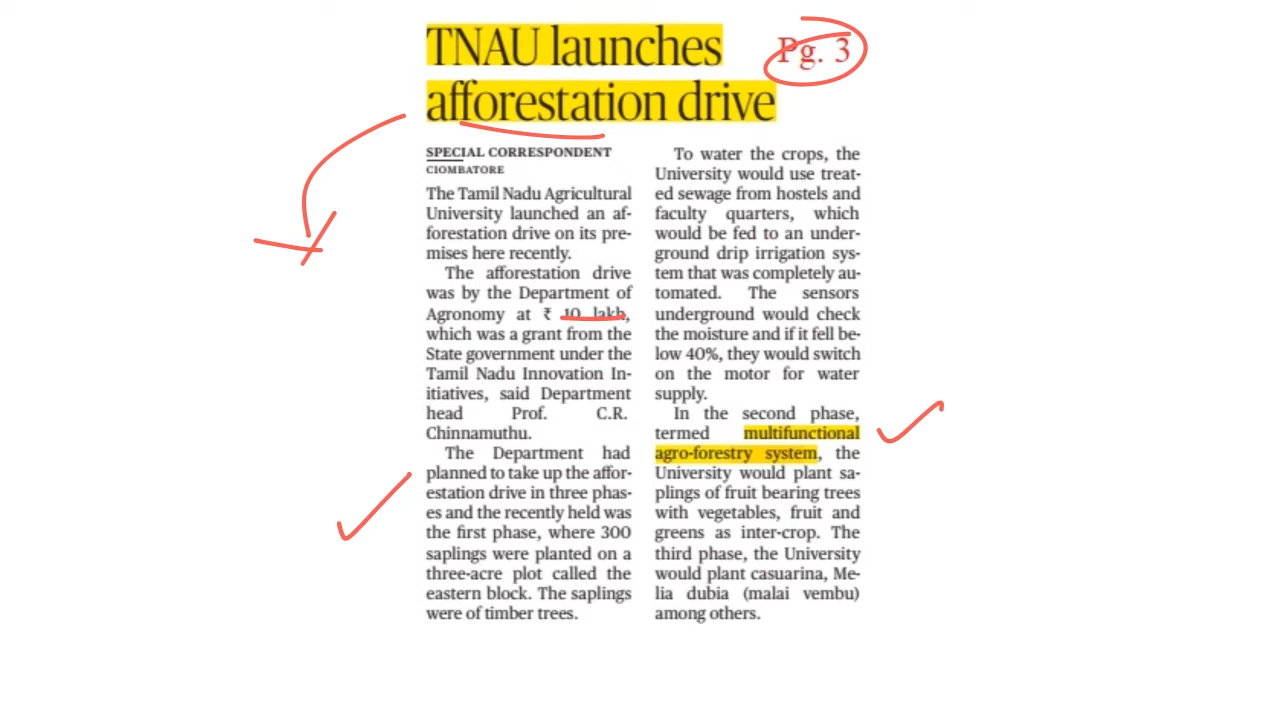 TNAU launches
afforestation drive
Pg. 3
SPECIAL CORRESPONDENT
CIOMBATORE
The Tamil Nadu Agricultural
University launched an af-
forestation drive on its pre-
mises here recently.
The afforestation drive
was by the Department of
Agronomy at ₹ 10 lakh,
which was a grant from the
State government under the
Tamil Nadu Innovation In-
itiatives, said Department
head Prof. C.R.
Chinnamuthu.
The Department had
planned to take up the affor-
estation drive in three phas-
es and the recently held was
the first phase, where 300
saplings were planted on a
three-acre plot called the
eastern block. The saplings
were of timber trees.
To water the crops, the
University would use treat-
ed sewage from hostels and
faculty quarters, which
would be fed to an under-
ground drip irrigation sys-
tem that was completely au-
tomated. The sensors
underground would check
the moisture and if it fell be-
low 40%, they would switch
on the motor for water
supply.
In the second phase,
termed multifunctional
agro-forestry system, the
University would plant sa-
plings of fruit bearing trees
with vegetables, fruit and
greens as inter-crop. The
third phase, the University
would plant casuarina, Me-
lia dubia (malai vembu)
among others.